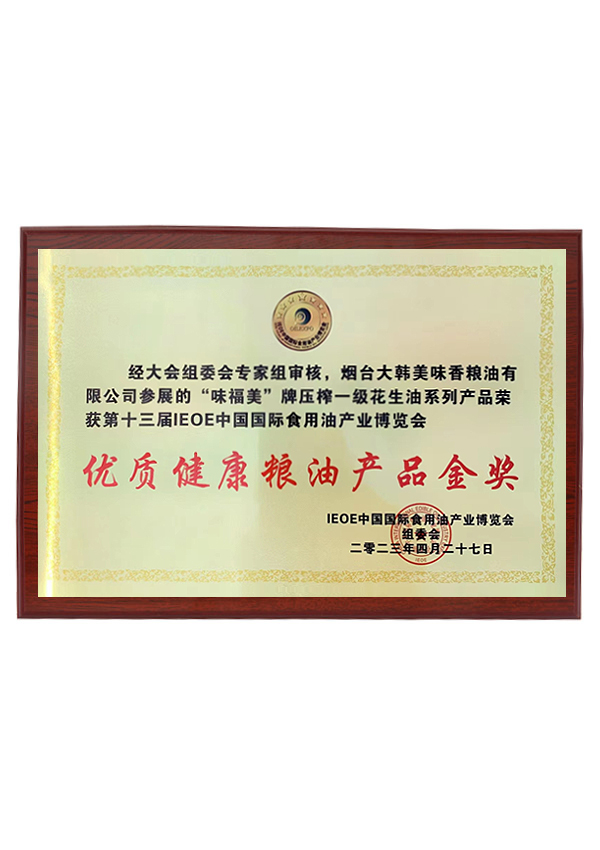 OILEXPO
经大会组委会专家组审核，烟台大韩美味香粮油有
限公司参展的“味福美”牌压榨一级花生油系列产品荣
获第十三届IEOE中国国际食用油产业博览会
优质健康粮油产品金奖
IEOE中国国际食用油产业博览会
组委会
二零二三年四月二十七日
IEOE